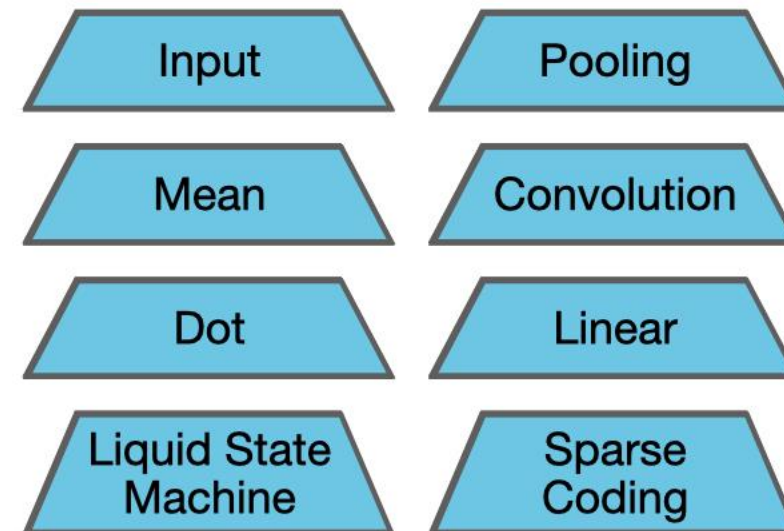 Input
Pooling
Mean
Convolution
Dot
Linear
Liquid State
Machine
Sparse
Coding